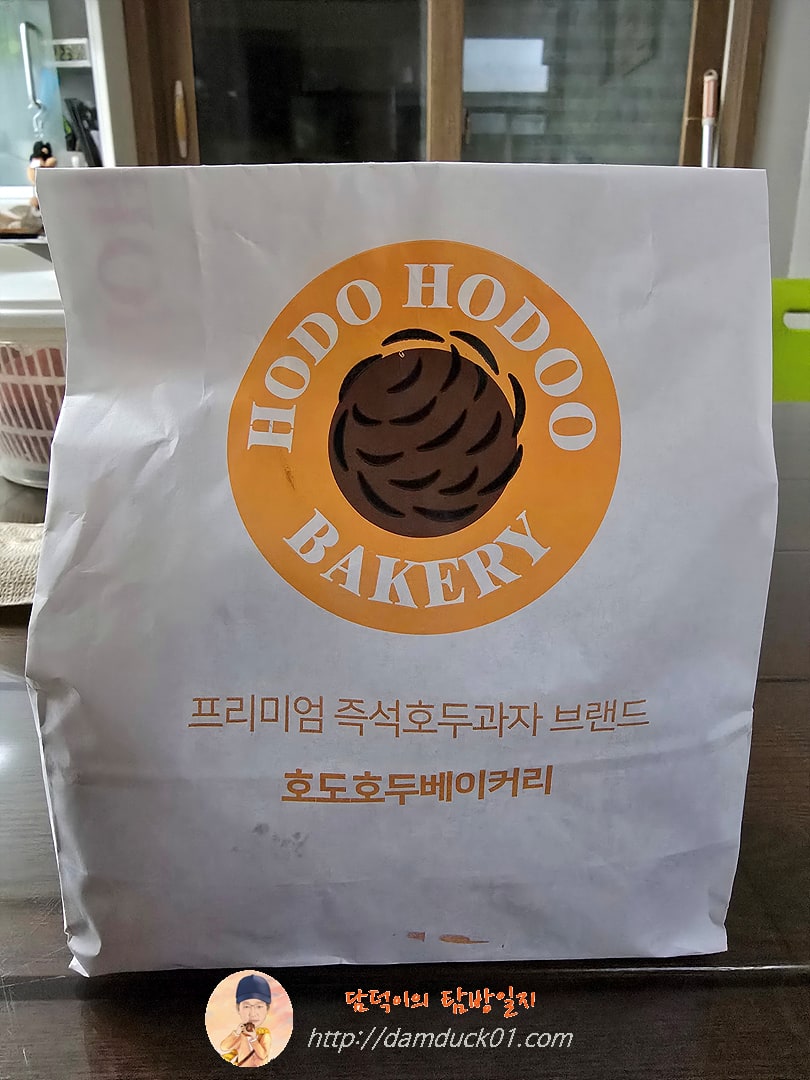 HODO HODOO
BAKERY
프리미엄 즉석호두과자 브랜드
호도호두베이커리
담덕이의 탐방일지
http://damduck01.com